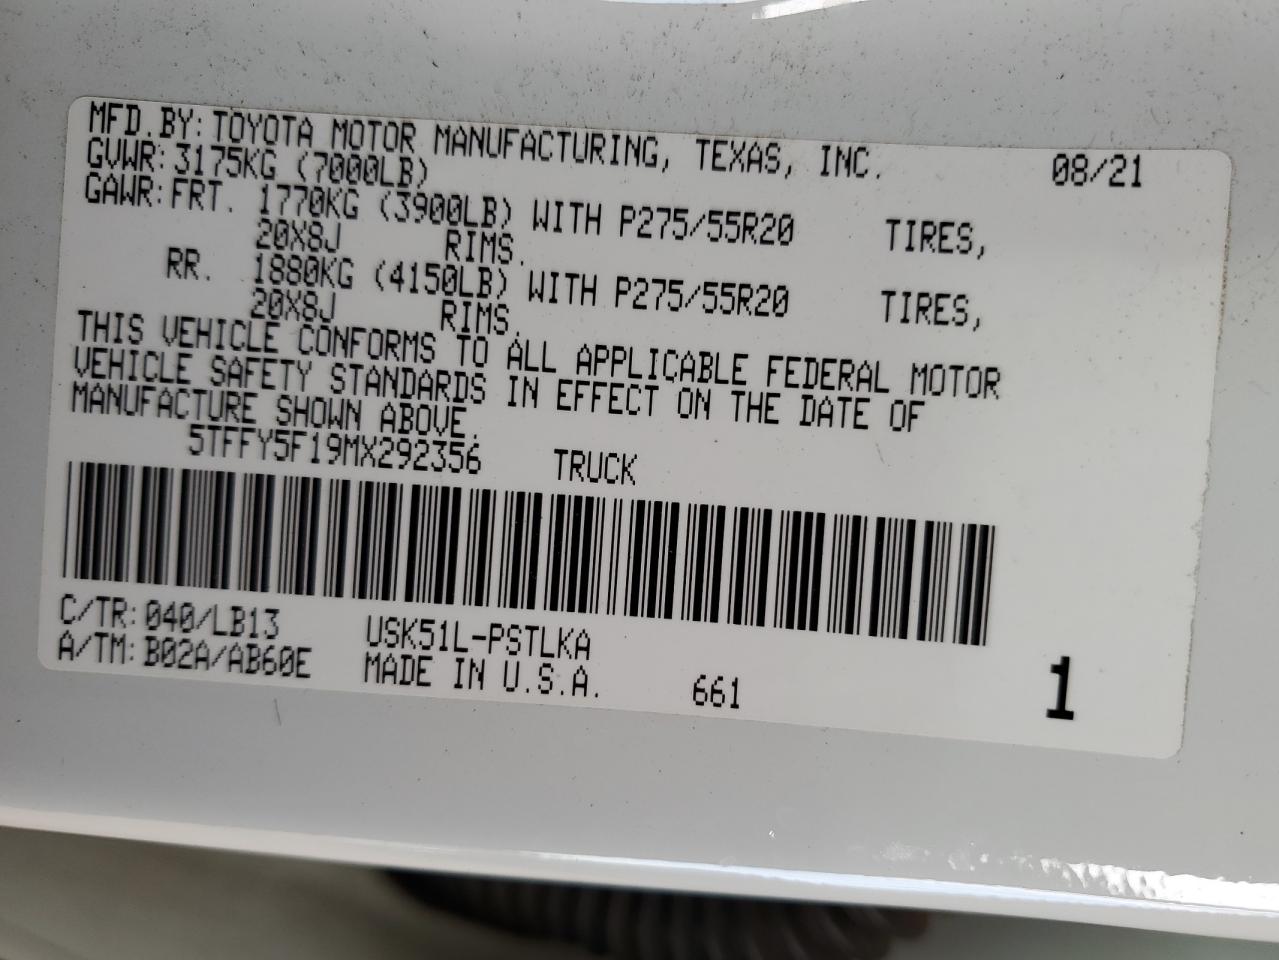 MFD.BY:TOYOTA MOTOR MANUFACTURING, TEXAS, INC. 08/21
GVWR:3175KG (7000LB)
GAWR:FRT. 1770KG (3900LB) WITH P275/55R20 TIRES,
20X8J RIMS.
RR. 1880KG (4150LB) WITH P275/55R20 TIRES,
20X8J RIMS.
THIS VEHICLE CONFORMS TO ALL APPLICABLE FEDERAL MOTOR
VEHICLE SAFETY STANDARDS IN EFFECT ON THE DATE OF
MANUFACTURE SHOWN ABOVE.
5TFFY5F19MX292356 TRUCK
C/TR:040/LB13 USK51L-PSTLKA
A/TM:B02A/AB60E MADE IN U.S.A. 661 1